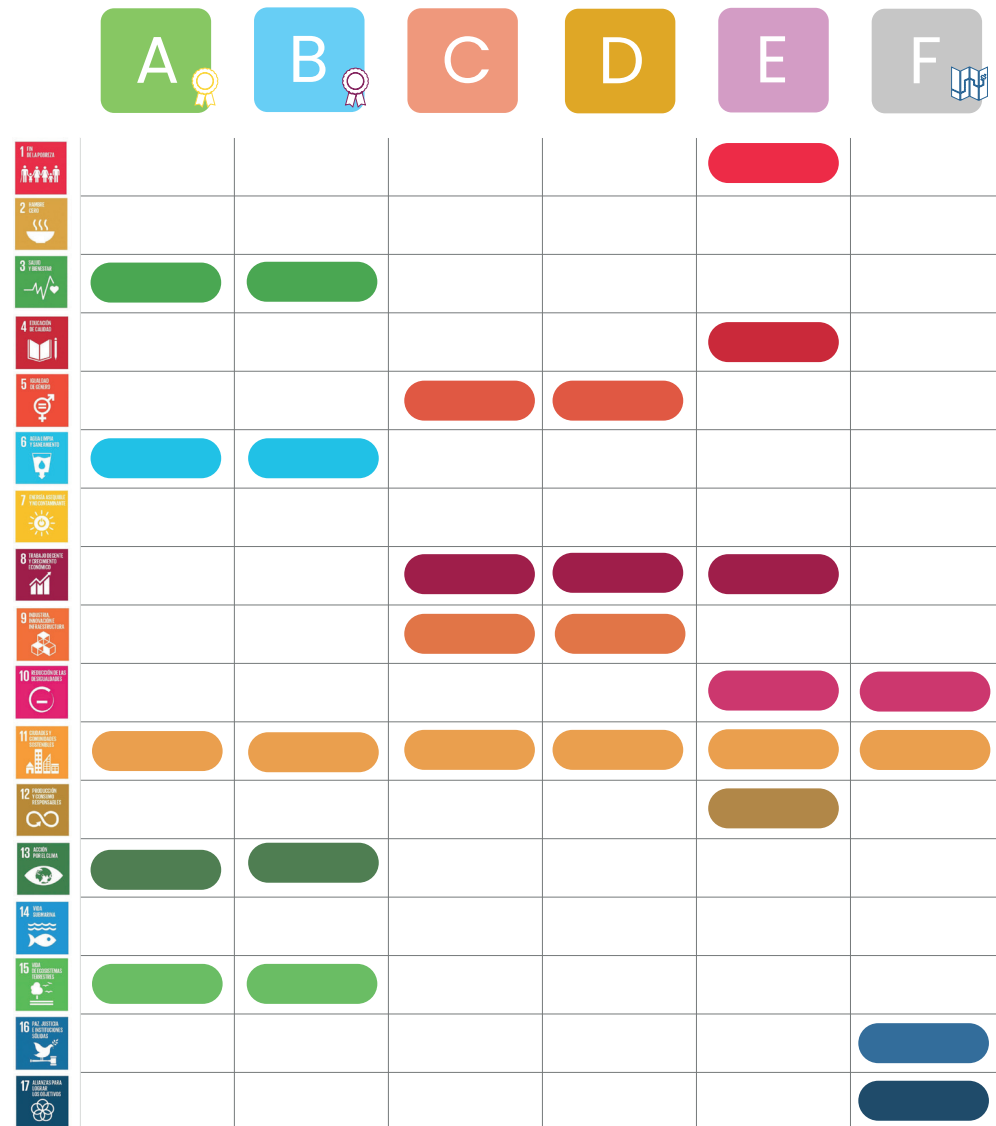 A B C D E F
1 FIN
DE LA POBREZA
2 HAMBRE
CERO
3 SALUD
Y BIENESTAR
4 EDUCACIÓN
DE CALIDAD
5 IGUALDAD
DE GÉNERO
6 AGUA LIMPIA
Y SANEAMIENTO
7 ENERGÍA ASEQUIBLE
Y NO CONTAMINANTE
8 TRABAJO DECENTE
Y CRECIMIENTO
ECONÓMICO
9 INDUSTRIA,
INNOVACIÓN E
INFRAESTRUCTURA
10 REDUCCIÓN DE LAS
DESIGUALDADES
11 CIUDADES Y
COMUNIDADES
SOSTENIBLES
12 PRODUCCIÓN
Y CONSUMO
RESPONSABLES
13 ACCIÓN
POR EL CLIMA
14 VIDA
SUBMARINA
15 VIDA
DE ECOSISTEMAS
TERRESTRES
16 PAZ, JUSTICIA
E INSTITUCIONES
SÓLIDAS
17 ALIANZAS PARA
LOGRAR
LOS OBJETIVOS